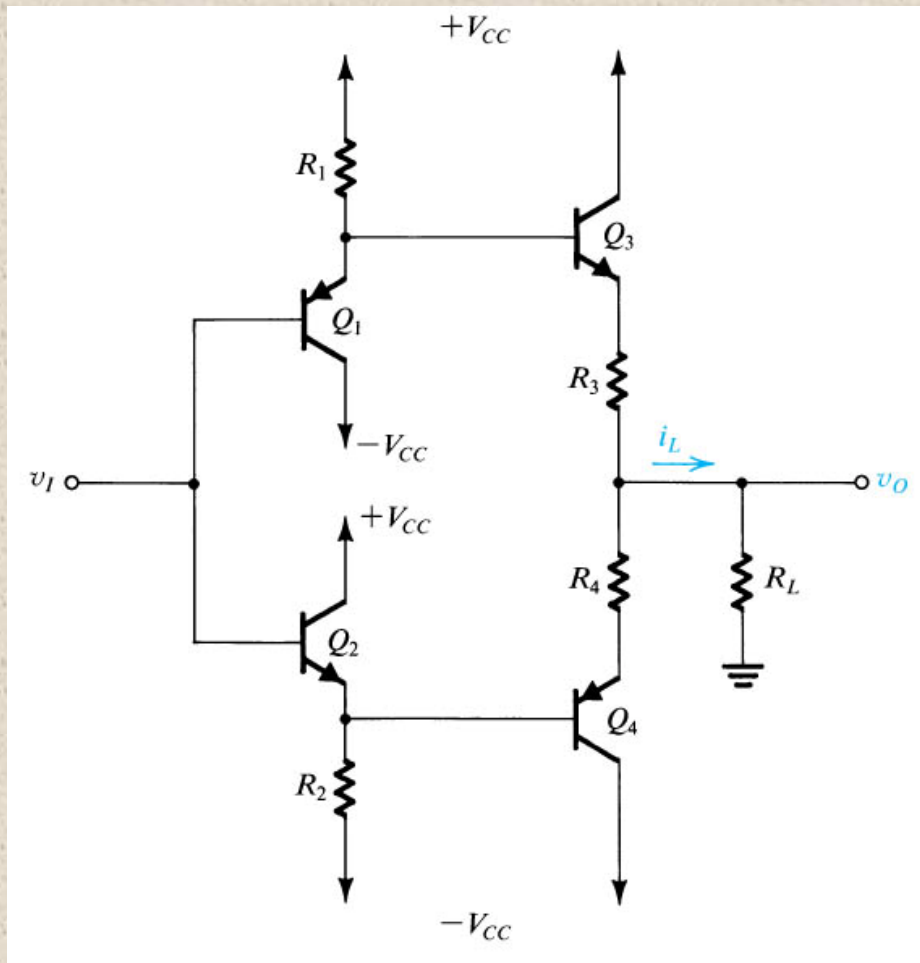 +V_CC
R_1
Q_3
Q_1
R_3
−V_CC
i_L
v_I
v_O
+V_CC
R_4
R_L
Q_2
Q_4
R_2
−V_CC